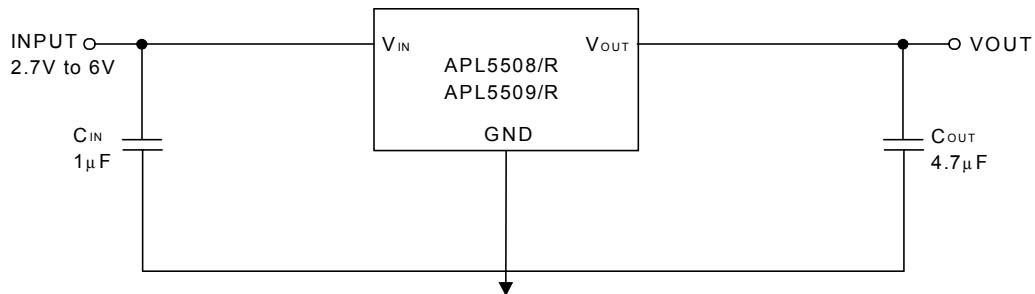 INPUT
2.7V to 6V
VIN
VOUT
APL5508/R
APL5509/R
GND
VOUT
CIN
1µF
COUT
4.7µF